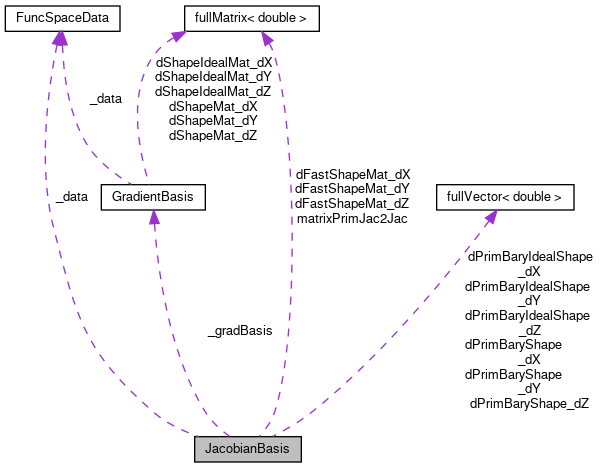 FuncSpaceData
fullMatrix< double >
dShapeIdealMat_dX
dShapeIdealMat_dY
dShapeIdealMat_dZ
dShapeMat_dX
dShapeMat_dY
dShapeMat_dZ
_data
GradientBasis
_data
dFastShapeMat_dX
dFastShapeMat_dY
dFastShapeMat_dZ
matrixPrimJac2Jac
fullVector< double >
_gradBasis
dPrimBaryIdealShape
_dX
dPrimBaryIdealShape
_dY
dPrimBaryIdealShape
_dZ
dPrimBaryShape
_dX
dPrimBaryShape
_dY
dPrimBaryShape_dZ
JacobianBasis